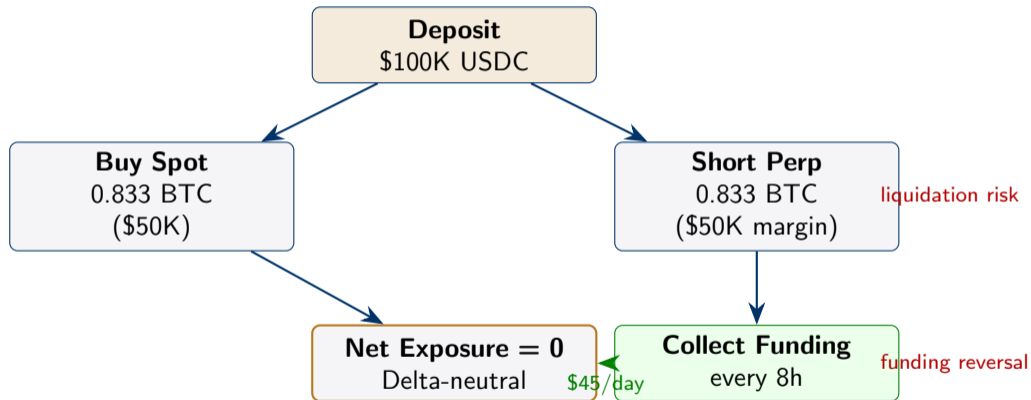 Deposit
$100K USDC
Buy Spot
0.833 BTC
($50K)
Short Perp
0.833 BTC
($50K margin)
liquidation risk
Net Exposure = 0
Delta-neutral
$45/day
Collect Funding
every 8h
funding reversal